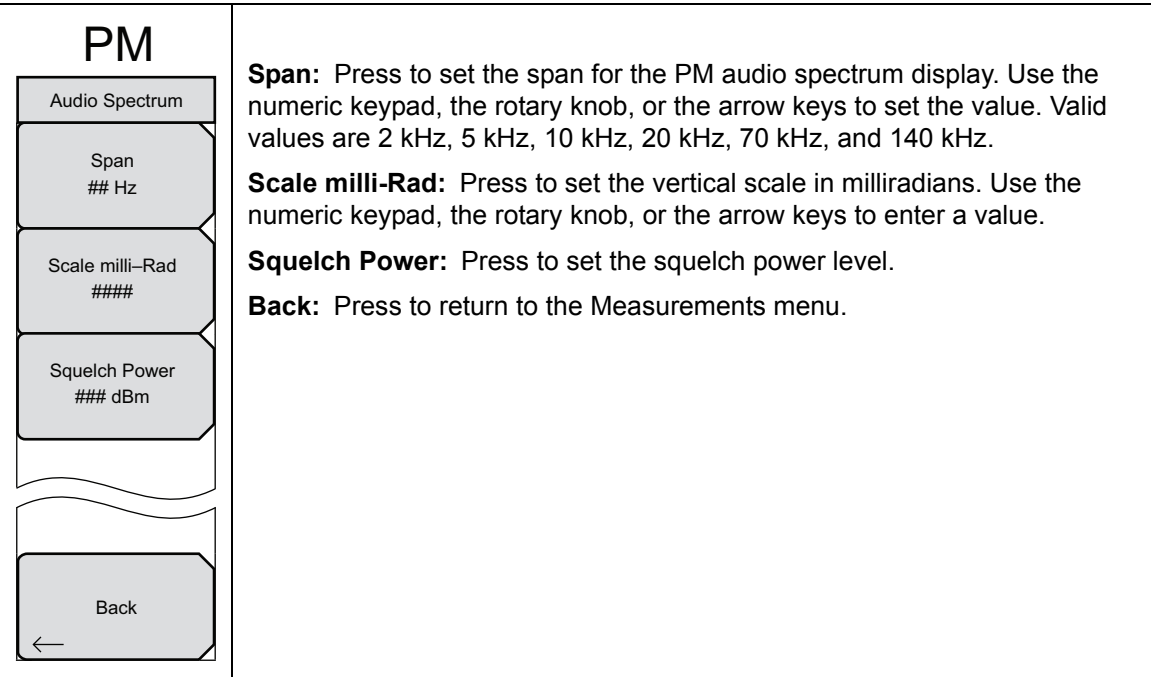 PM
Audio Spectrum
Span
## Hz
Scale milli–Rad
####
Squelch Power
### dBm
Back
Span: Press to set the span for the PM audio spectrum display. Use the
numeric keypad, the rotary knob, or the arrow keys to set the value. Valid
values are 2 kHz, 5 kHz, 10 kHz, 20 kHz, 70 kHz, and 140 kHz.
Scale milli-Rad: Press to set the vertical scale in milliradians. Use the
numeric keypad, the rotary knob, or the arrow keys to enter a value.
Squelch Power: Press to set the squelch power level.
Back: Press to return to the Measurements menu.